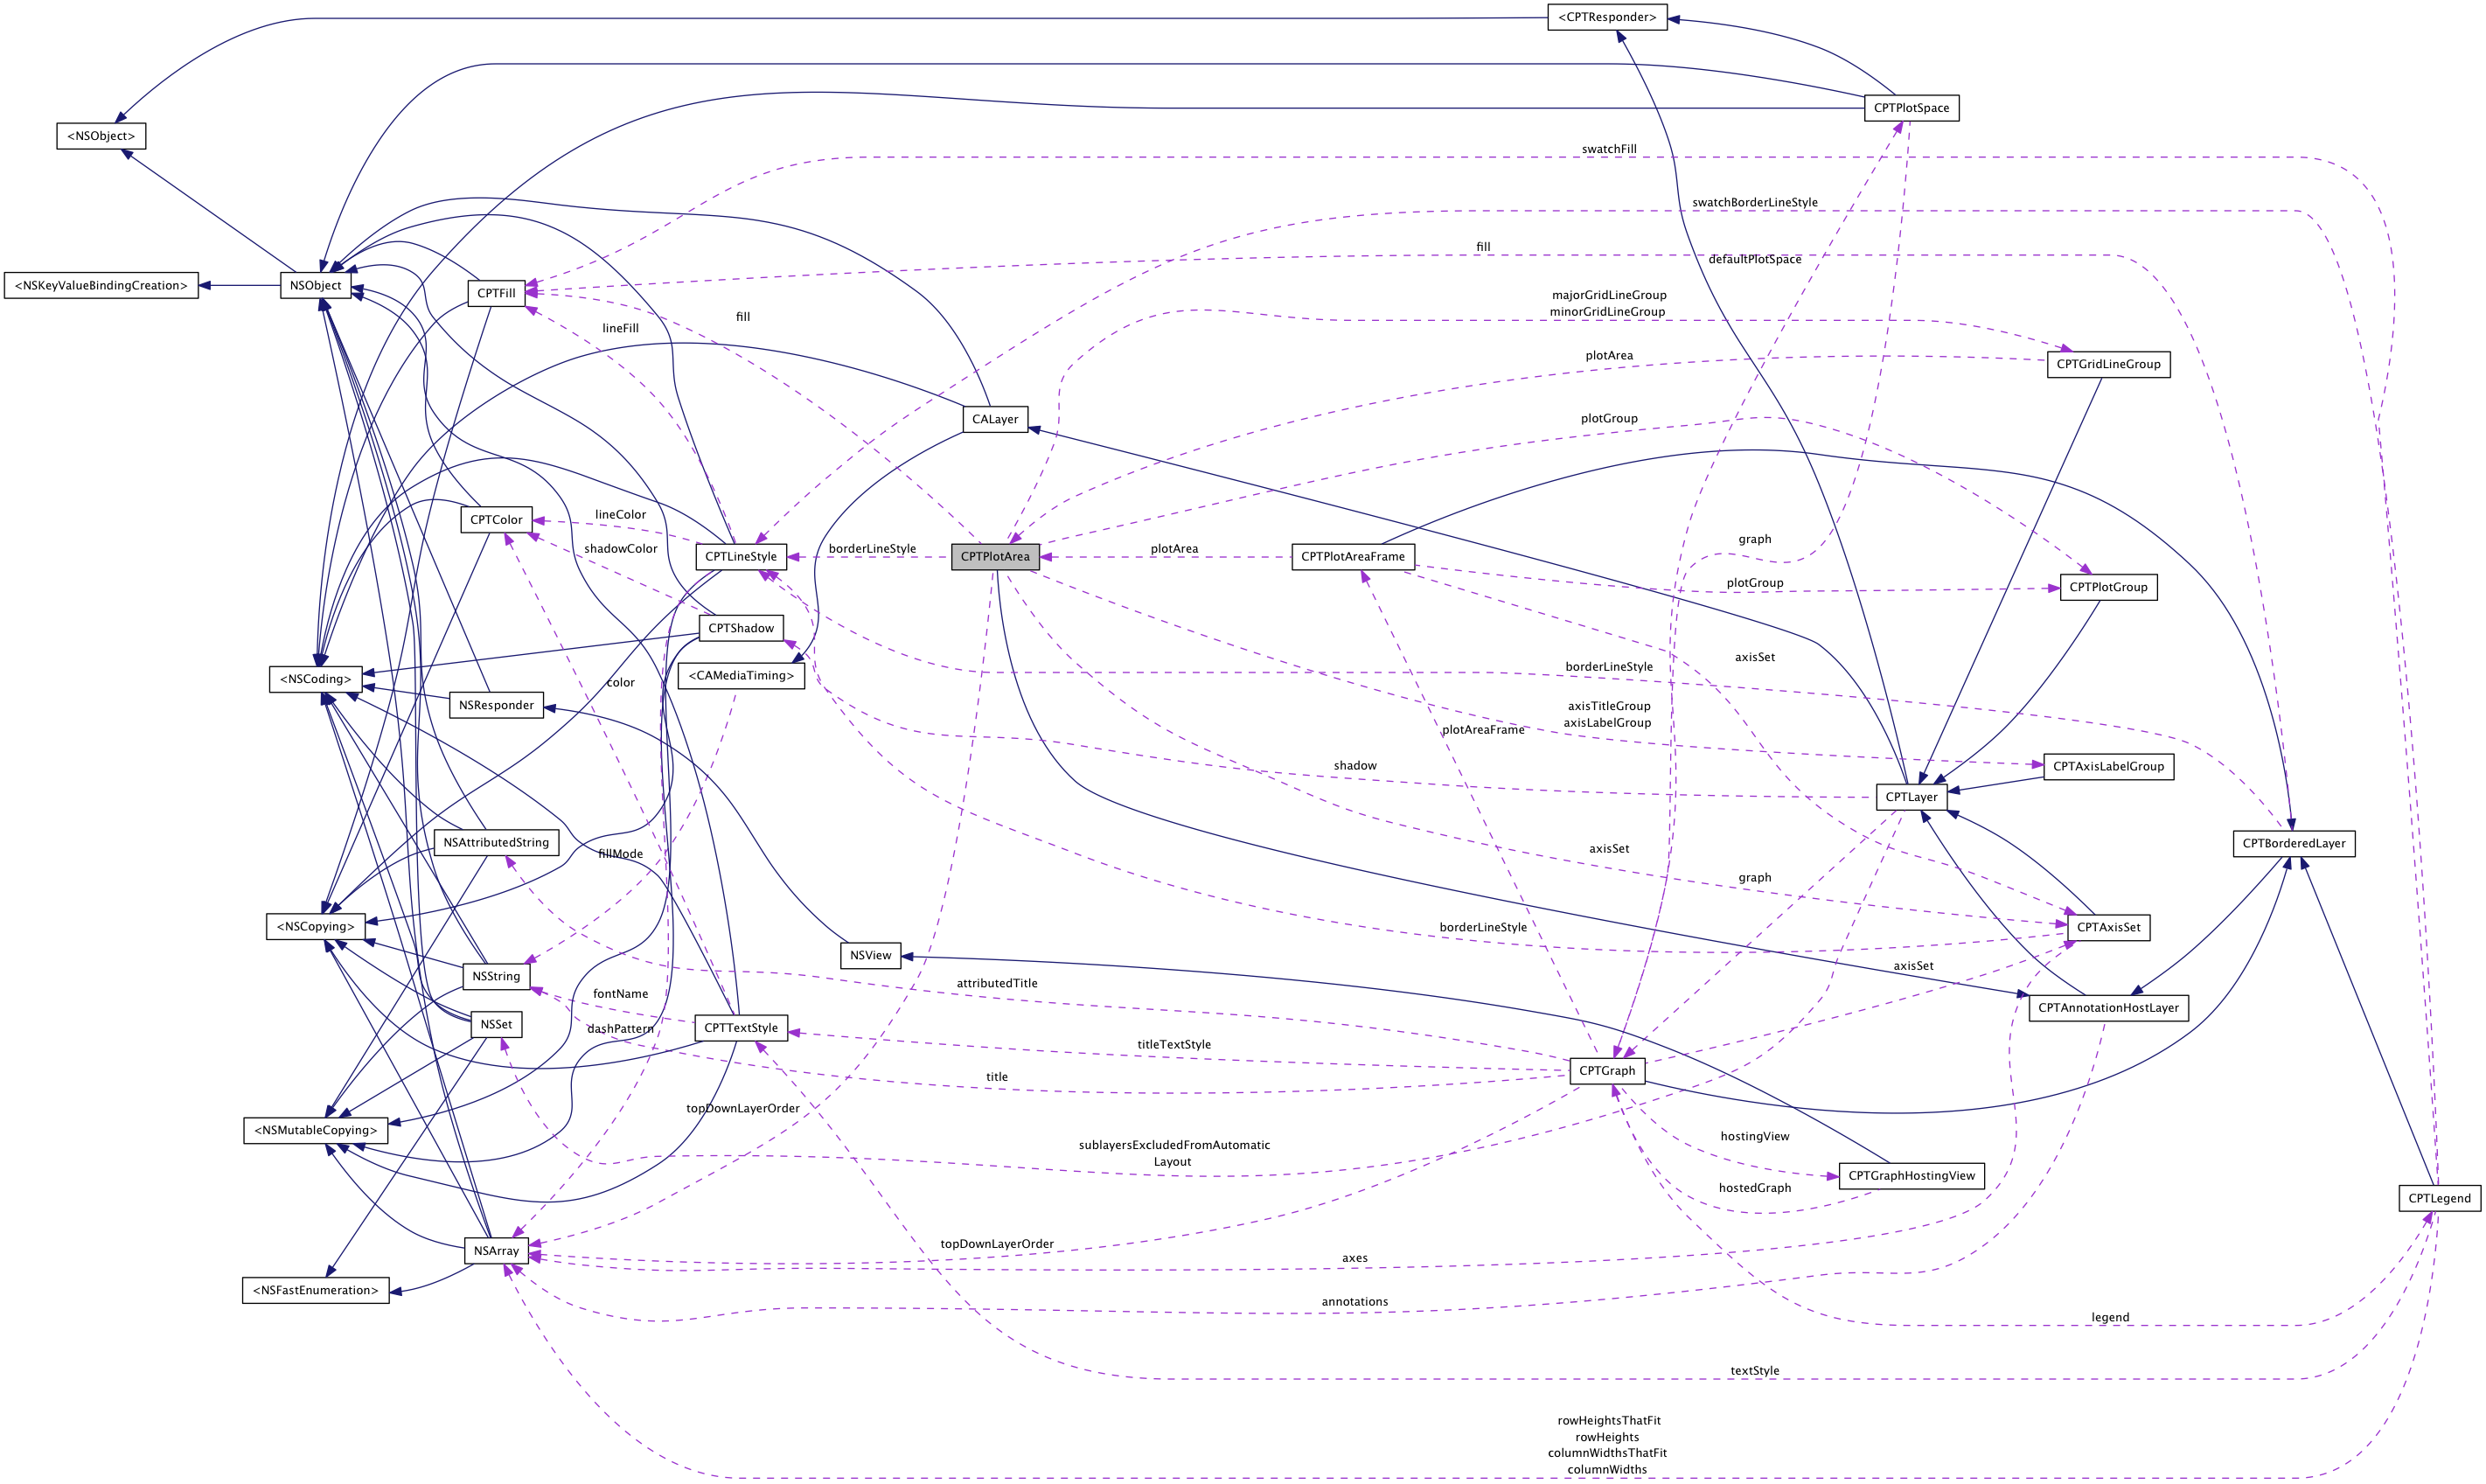 <CPTResponder>
CPTPlotSpace
<NSObject>
swatchFill
swatchBorderLineStyle
fill
defaultPlotSpace
<NSKeyValueBindingCreation>
NSObject
CPTFill
majorGridLineGroup
minorGridLineGroup
fill
lineFill
plotArea
CPTGridLineGroup
CALayer
plotGroup
CPTColor
lineColor
shadowColor
CPTLineStyle
borderLineStyle
CPTPlotArea
plotArea
CPTPlotAreaFrame
graph
plotGroup
CPTPlotGroup
CPTShadow
<NSCoding>
color
<CAMediaTiming>
borderLineStyle
axisSet
NSResponder
axisTitleGroup
axisLabelGroup
plotAreaFrame
shadow
CPTAxisLabelGroup
CPTLayer
NSAttributedString
fillMode
axisSet
graph
CPTBorderedLayer
<NSCopying>
borderLineStyle
CPTAxisSet
NSView
axisSet
NSString
attributedTitle
fontName
CPTAnnotationHostLayer
NSSet
dashPattern
CPTTextStyle
titleTextStyle
title
CPTGraph
topDownLayerOrder
<NSMutableCopying>
sublayersExcludedFromAutomatic
Layout
hostingView
CPTGraphHostingView
hostedGraph
CPTLegend
NSArray
topDownLayerOrder
axes
<NSFastEnumeration>
annotations
legend
textStyle
rowHeightsThatFit
rowHeights
columnWidthsThatFit
columnWidths